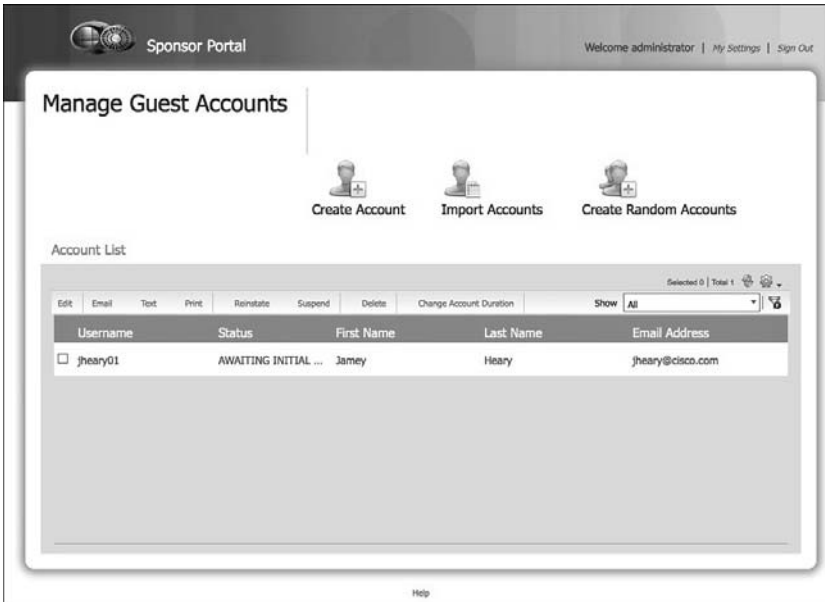 Sponsor Portal
Welcome administrator | My Settings | Sign Out
Manage Guest Accounts
Create Account Import Accounts Create Random Accounts
Account List
Selected 0 | Total 1
Edit Email Text Print Reinstate Suspend Delete Change Account Duration Show All
Username Status First Name Last Name Email Address
jheary01 AWAITING INITIAL ... Jamey Heary jheary@cisco.com
Help